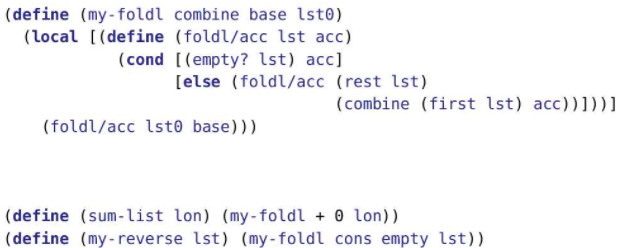 (define (my-foldl combine base lst0)
  (local [(define (foldl/acc lst acc)
            (cond [(empty? lst) acc]
                  [else (foldl/acc (rest lst)
                                   (combine (first lst) acc))]))]
    (foldl/acc lst0 base)))
(define (sum-list lon) (my-foldl + 0 lon))
(define (my-reverse lst) (my-foldl cons empty lst))